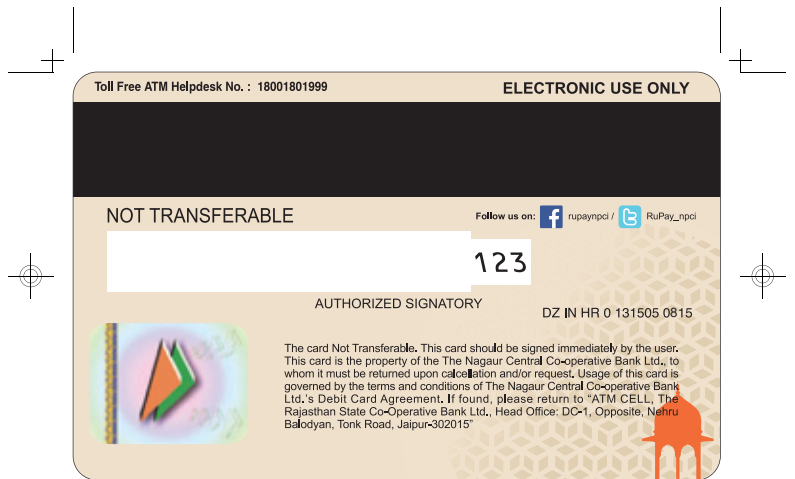 Toll Free ATM Helpdesk No. : 18001801999
ELECTRONIC USE ONLY
NOT TRANSFERABLE
Follow us on: f rupaynpci / RuPay_npci
123
AUTHORIZED SIGNATORY
DZ IN HR 0 131505 0815
The card Not Transferable. This card should be signed immediately by the user.
This card is the property of the The Nagaur Central Co-operative Bank Ltd., to
whom it must be returned upon calcellation and/or request. Usage of this card is
governed by the terms and conditions of The Nagaur Central Co-operative Bank
Ltd.'s Debit Card Agreement. If found, please return to “ATM CELL, The
Rajasthan State Co-Operative Bank Ltd., Head Office: DC-1, Opposite, Nehru
Balodyan, Tonk Road, Jaipur-302015”